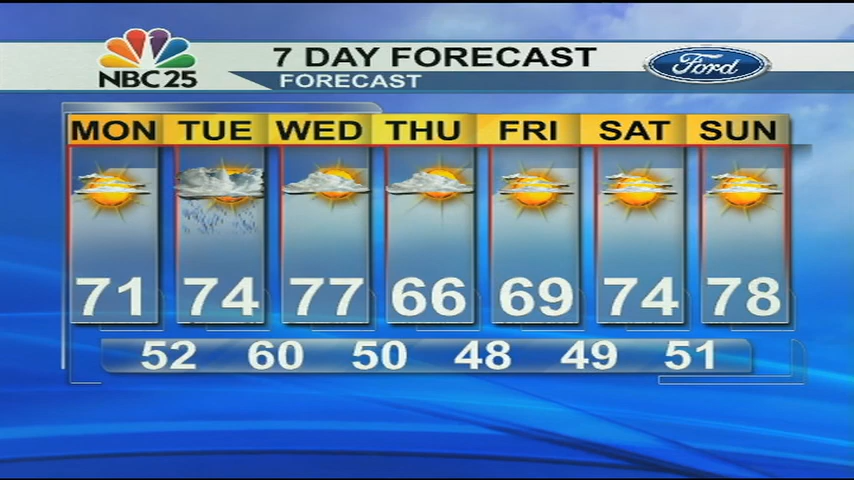 NBC25
7 DAY FORECAST
FORECAST
Ford
MON TUE WED THU FRI SAT SUN
71 74 77 66 69 74 78
52 60 50 48 49 51